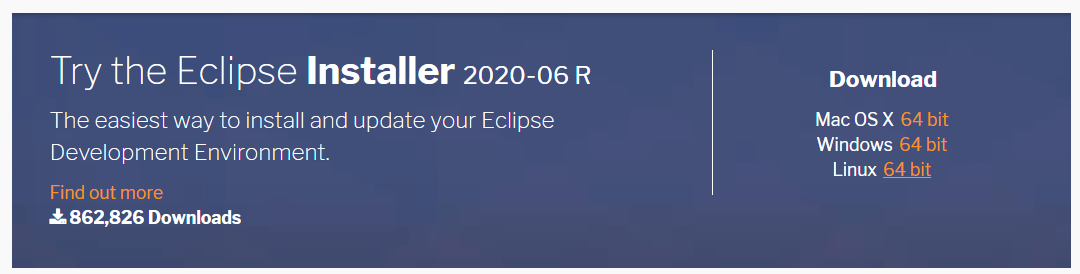 Try the Eclipse Installer 2020-06 R
The easiest way to install and update your Eclipse
Development Environment.
Find out more
862,826 Downloads
Download
Mac OS X 64 bit
Windows 64 bit
Linux 64 bit